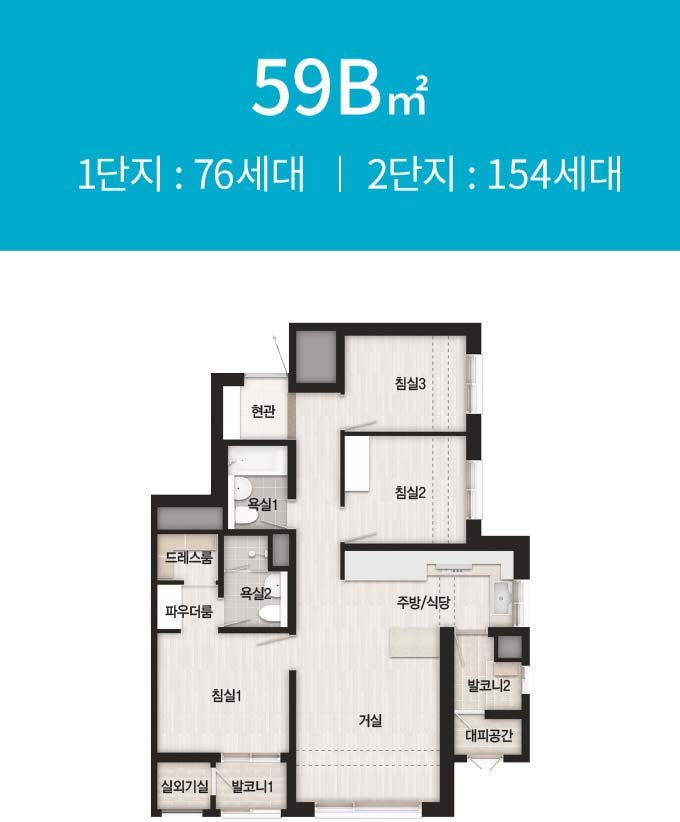 59B㎡
1단지 : 76세대 | 2단지 : 154세대
침실3
현관
침실2
욕실1
드레스룸
욕실2
주방/식당
파우더룸
발코니2
침실1
거실
대피공간
실외기실
발코니1